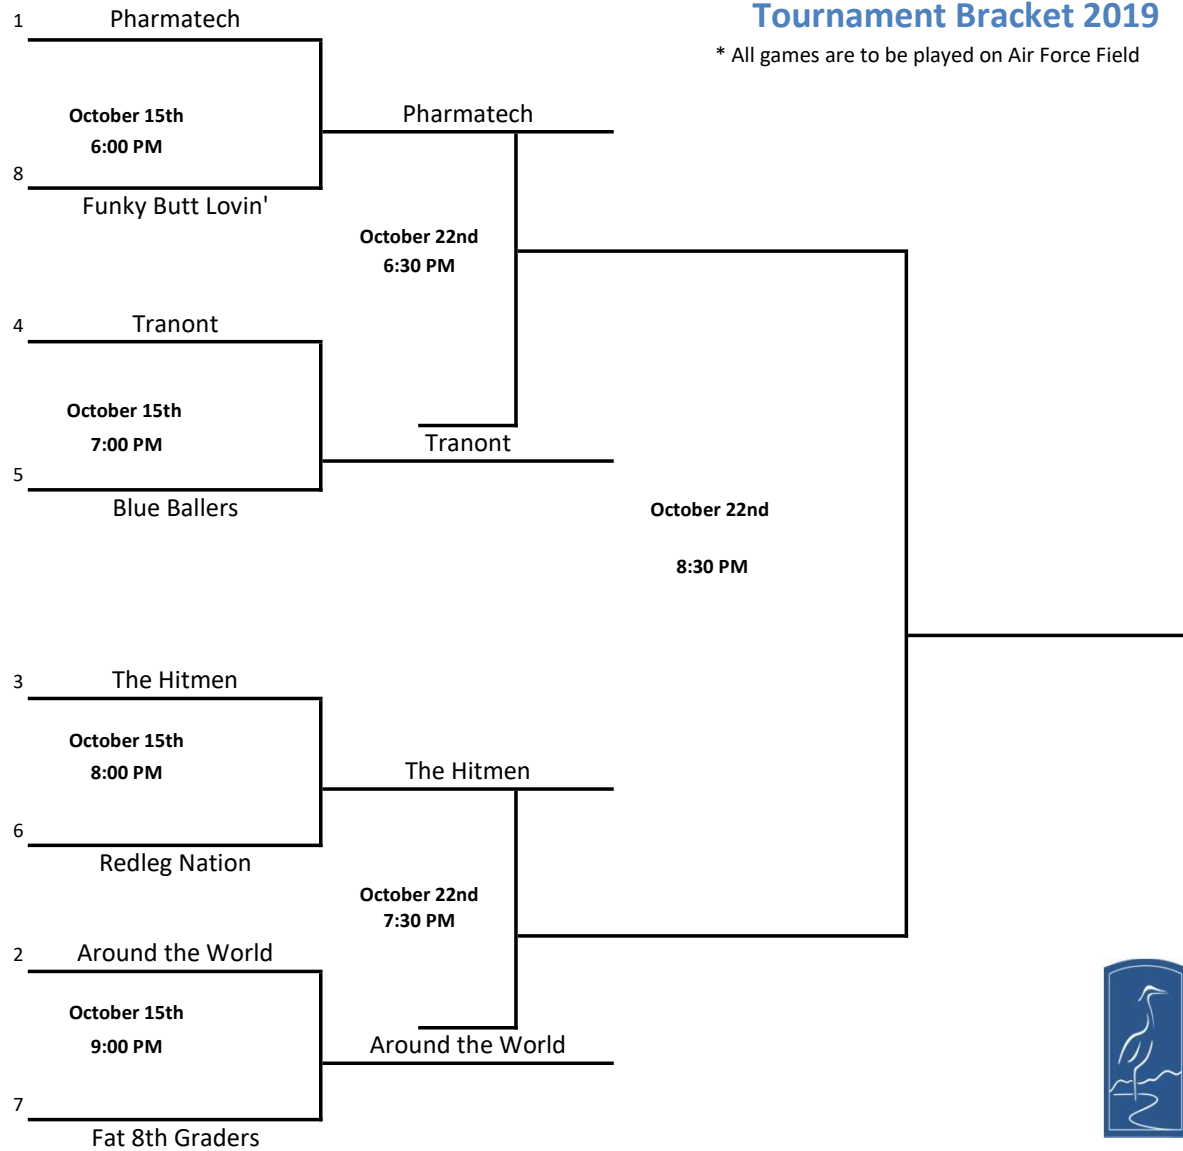 Tournament Bracket 2019
* All games are to be played on Air Force Field
1
Pharmatech
October 15th
6:00 PM
8
Funky Butt Lovin'
Pharmatech
October 22nd
6:30 PM
4
Tranont
October 15th
7:00 PM
5
Blue Ballers
Tranont
October 22nd
8:30 PM
3
The Hitmen
October 15th
8:00 PM
6
Redleg Nation
The Hitmen
October 22nd
7:30 PM
2
Around the World
October 15th
9:00 PM
7
Fat 8th Graders
Around the World